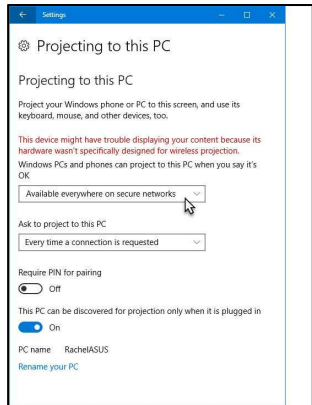 Settings
Projecting to this PC
Projecting to this PC
Project your Windows phone or PC to this screen, and use its
keyboard, mouse, and other devices, too.
This device might have trouble displaying your content because its
hardware wasn't specifically designed for wireless projection.
Windows PCs and phones can project to this PC when you say it's
OK
Available everywhere on secure networks
Ask to project to this PC
Every time a connection is requested
Require PIN for pairing
Off
This PC can be discovered for projection only when it is plugged in
On
PC name RachelASUS
Rename your PC